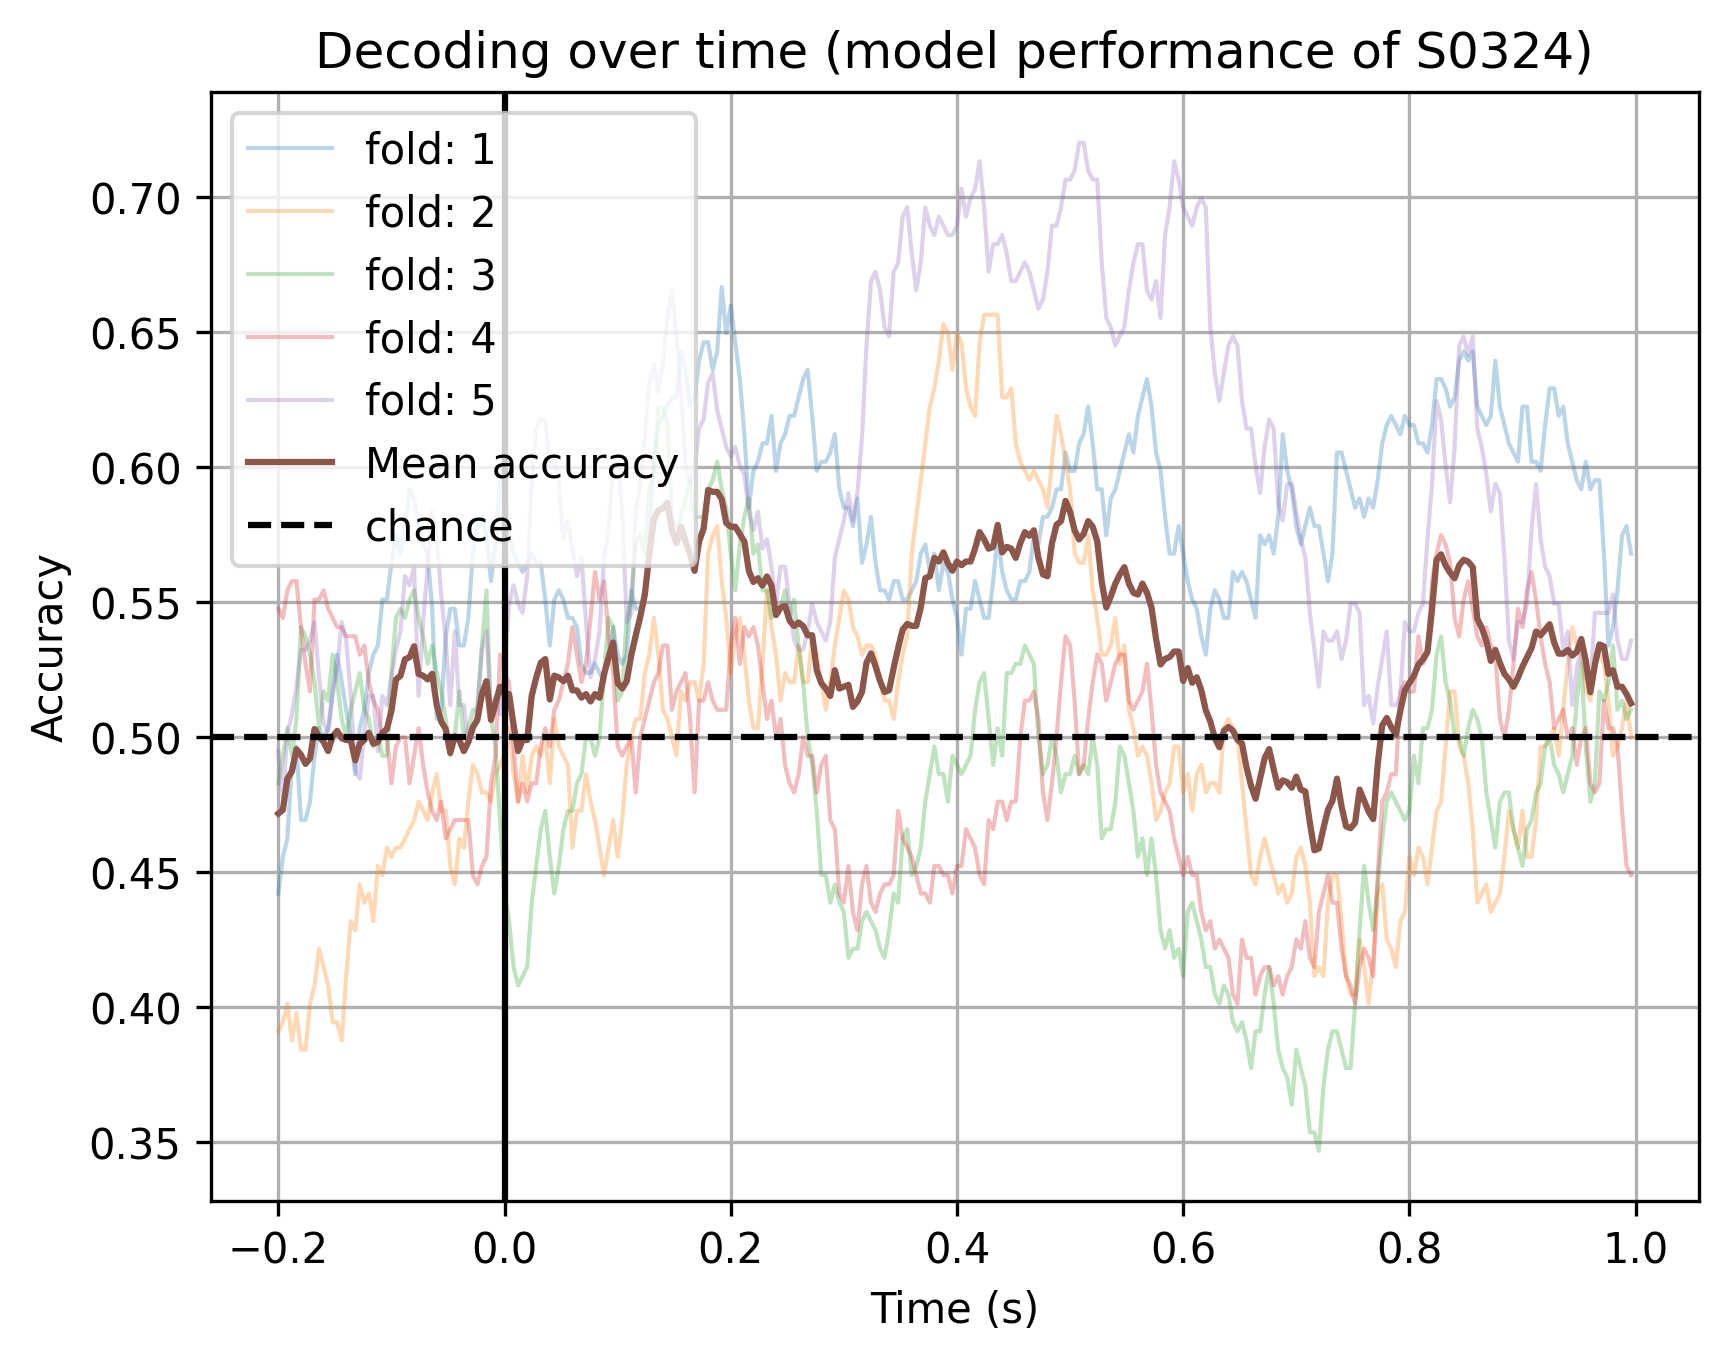 Decoding over time (model performance of S0324)
fold: 1
fold: 2
fold: 3
fold: 4
fold: 5
Mean accuracy
chance
Accuracy
0.70
0.65
0.60
0.55
0.50
0.45
0.40
0.35
−0.2 0.0 0.2 0.4 0.6 0.8 1.0
Time (s)